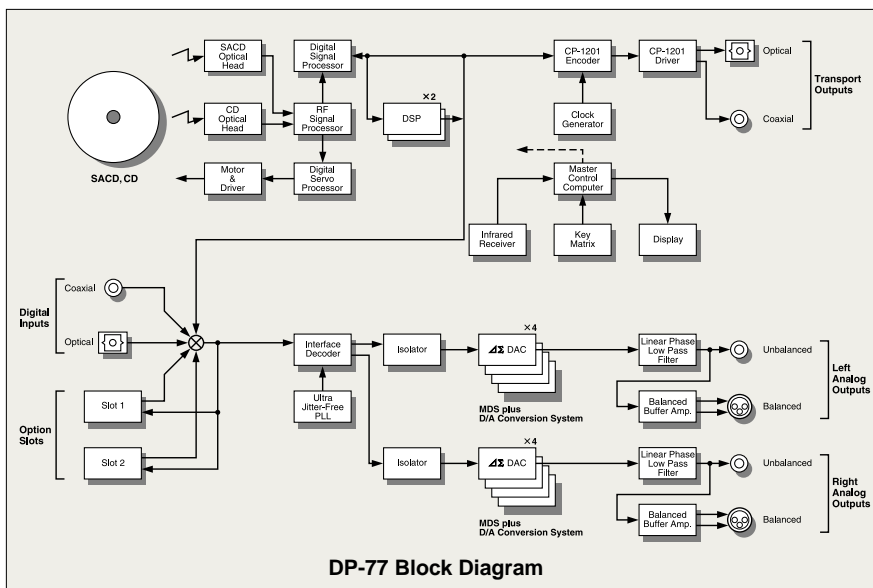 SACD
Optical
Head
Digital
Signal
Processor
CP-1201
Encoder
CP-1201
Driver
Optical
Transport
Outputs
×2
CD
Optical
Head
RF
Signal
Processor
DSP
Clock
Generator
Coaxial
SACD, CD
Motor
&
Driver
Digital
Servo
Processor
Master
Control
Computer
Infrared
Receiver
Key
Matrix
Display
Digital
Inputs
Coaxial
Optical
Option
Slots
Slot 1
Slot 2
Interface
Decoder
Ultra
Jitter-Free
PLL
Isolator
×4
ΔΣ DAC
MDS plus
D/A Conversion System
Linear Phase
Low Pass
Filter
Unbalanced
Balanced
Buffer Amp.
Balanced
Left
Analog
Outputs
Isolator
×4
ΔΣ DAC
MDS plus
D/A Conversion System
Linear Phase
Low Pass
Filter
Unbalanced
Balanced
Buffer Amp.
Balanced
Right
Analog
Outputs
DP-77 Block Diagram